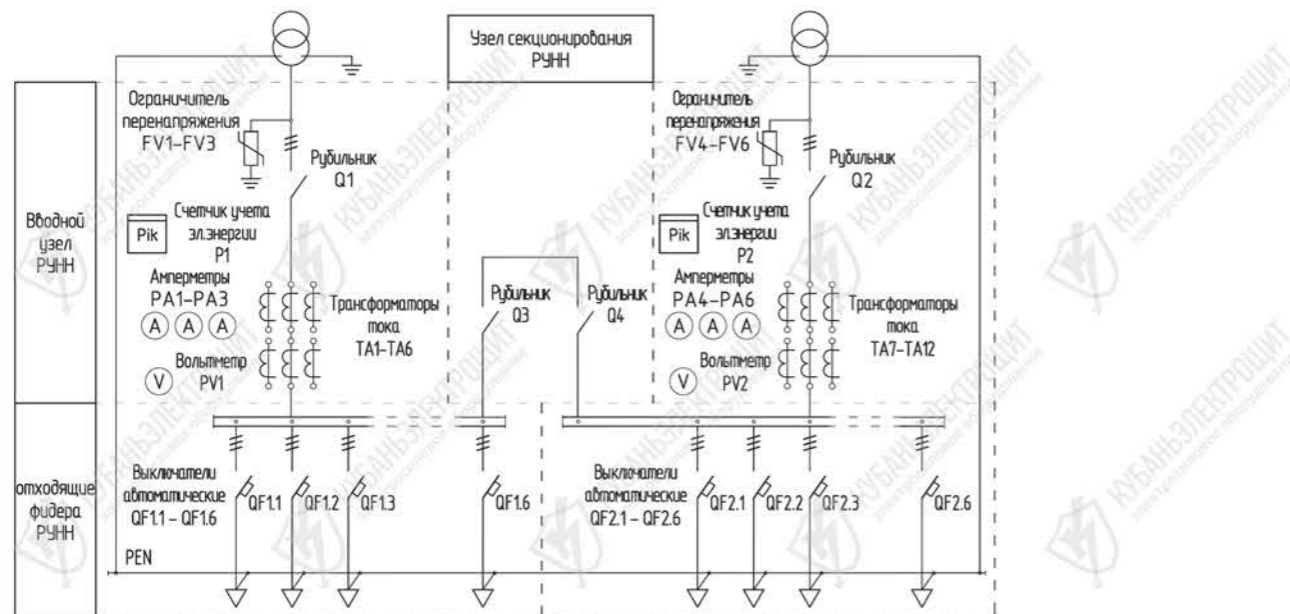 Узел секционирования
РУНН
Вводной
узел
РУНН
Ограничитель
перенапряжения
FV1-FV3
Рубильник
Q1
Pik
Счетчик учета
эл.энергии
P1
Амперметры
PA1-PA3
A A A
Вольтметр
V
PV1
Трансформаторы
тока
TA1-TA6
Рубильник
Q3
Рубильник
Q4
Ограничитель
перенапряжения
FV4-FV6
Рубильник
Q2
Pik
Счетчик учета
эл.энергии
P2
Амперметры
PA4-PA6
A A A
Вольтметр
V
PV2
Трансформаторы
тока
TA7-TA12
отходящие
фидера
РУНН
Выключатели
автоматические
QF1.1 - QF1.6
QF1.1 QF1.2 QF1.3 QF1.6
Выключатели
автоматические
QF2.1 - QF2.6
QF2.1 QF2.2 QF2.3 QF2.6
PEN
КУБАНЬЭЛЕКТРОЩИТ
электрощитовое оборудование